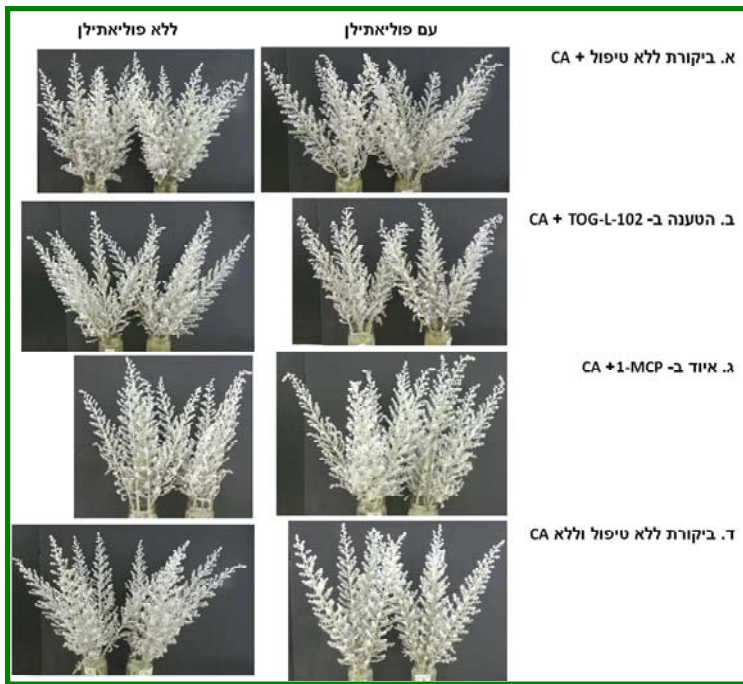 עם פוליאתילן
ללא פוליאתילן
א. ביקורת ללא טיפול + CA
ב. הטענה ב- CA + TOG-L-102
ג. איוד ב- CA +1-MCP
ד. ביקורת ללא טיפול וללא CA